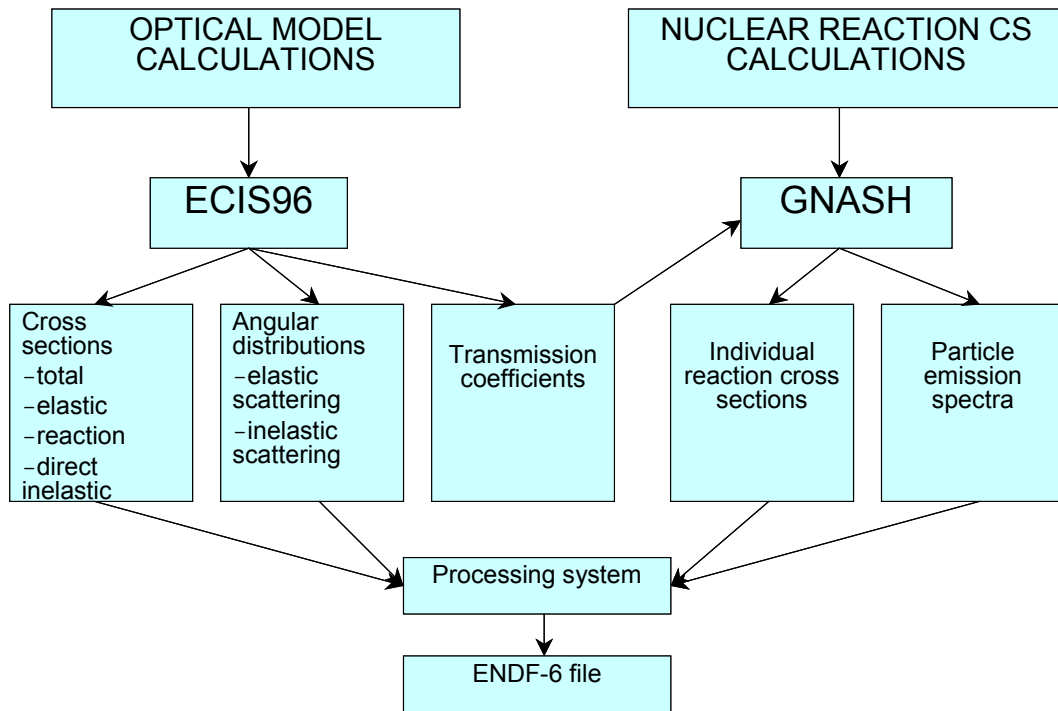 OPTICAL MODEL
CALCULATIONS
NUCLEAR REACTION CS
CALCULATIONS
ECIS96
GNASH
Cross
sections
-total
-elastic
-reaction
-direct
inelastic
Angular
distributions
-elastic
scattering
-inelastic
scattering
Transmission
coefficients
Individual
reaction cross
sections
Particle
emission
spectra
Processing system
ENDF-6 file